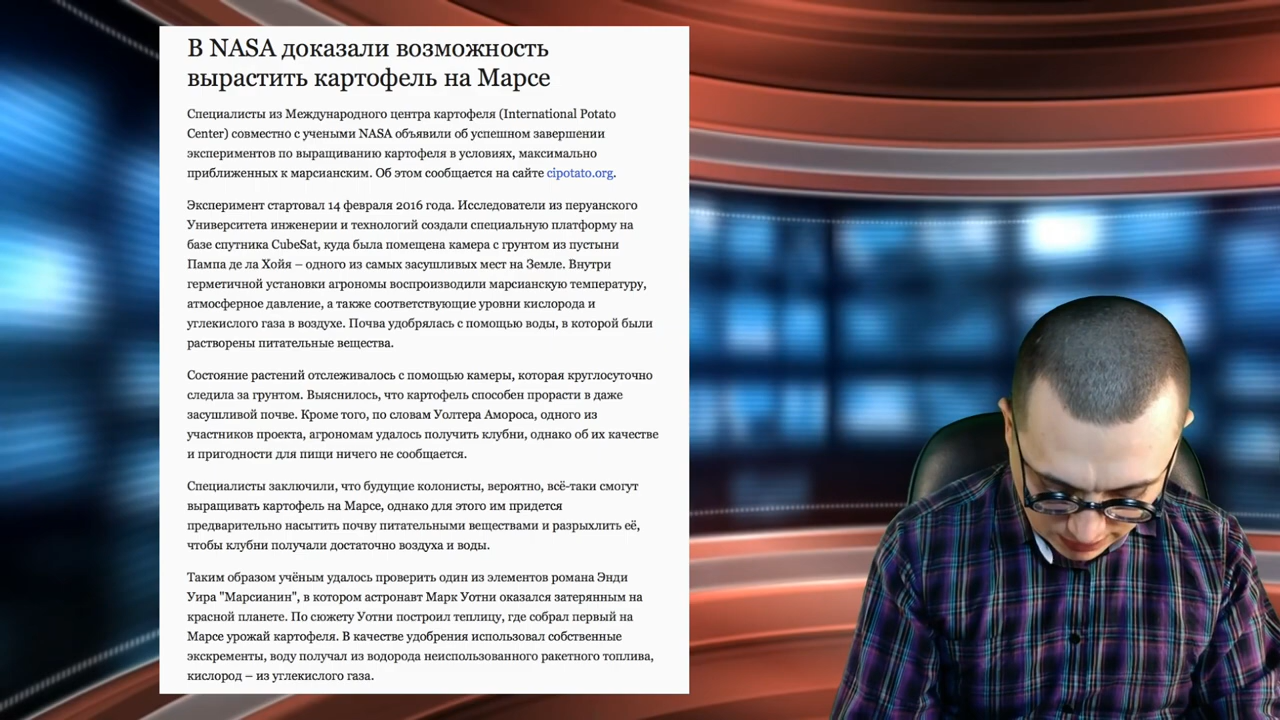 В NASA доказали возможность
вырастить картофель на Марсе
Специалисты из Международного центра картофеля (International Potato
Center) совместно с учеными NASA объявили об успешном завершении
экспериментов по выращиванию картофеля в условиях, максимально
приближенных к марсианским. Об этом сообщается на сайте cipotato.org.
Эксперимент стартовал 14 февраля 2016 года. Исследователи из перуанского
Университета инженерии и технологий создали специальную платформу на
базе спутника CubeSat, куда была помещена камера с грунтом из пустыни
Пампа де ла Хойя – одного из самых засушливых мест на Земле. Внутри
герметичной установки агрономы воспроизводили марсианскую температуру,
атмосферное давление, а также соответствующие уровни кислорода и
углекислого газа в воздухе. Почва удобрялась с помощью воды, в которой были
растворены питательные вещества.
Состояние растений отслеживалось с помощью камеры, которая круглосуточно
следила за грунтом. Выяснилось, что картофель способен прорасти в даже
засушливой почве. Кроме того, по словам Уолтера Амороса, одного из
участников проекта, агрономам удалось получить клубни, однако об их качестве
и пригодности для пищи ничего не сообщается.
Специалисты заключили, что будущие колонисты, вероятно, всё-таки смогут
выращивать картофель на Марсе, однако для этого им придется
предварительно насытить почву питательными веществами и разрыхлить её,
чтобы клубни получали достаточно воздуха и воды.
Таким образом учёным удалось проверить один из элементов романа Энди
Уира "Марсианин", в котором астронавт Марк Уотни оказался затерянным на
красной планете. По сюжету Уотни построил теплицу, где собрал первый на
Марсе урожай картофеля. В качестве удобрения использовал собственные
экскременты, воду получал из водорода неиспользованного ракетного топлива,
кислород – из углекислого газа.